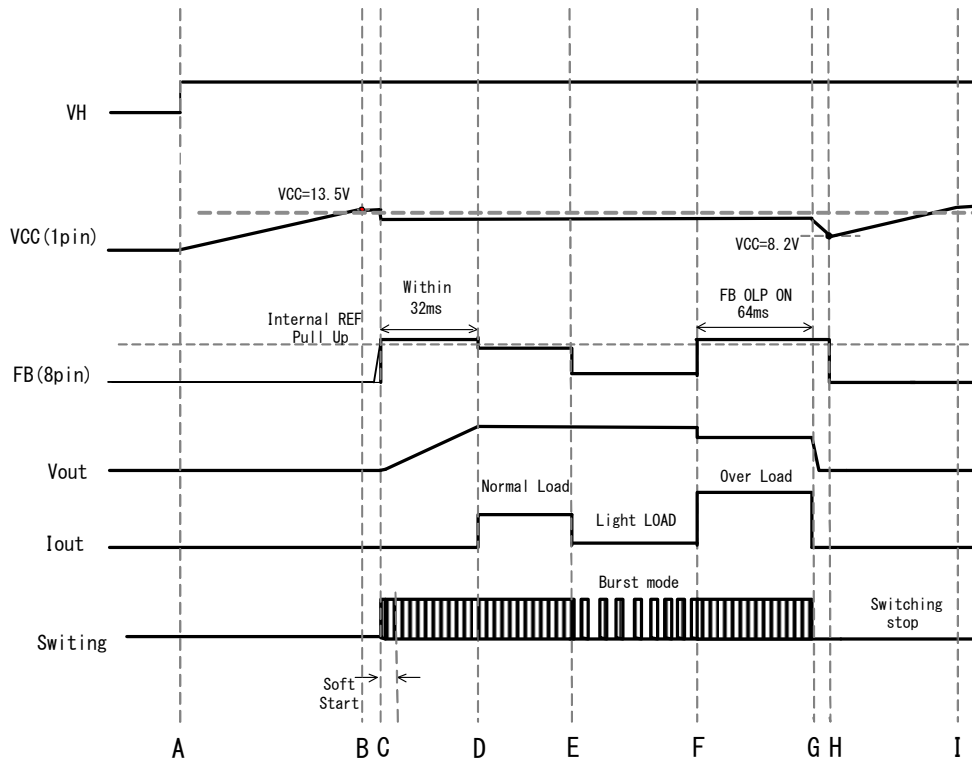 VH
VCC=13.5V
VCC(1pin)
VCC=8.2V
Within
32ms
FB OLP ON
64ms
Internal REF
Pull Up
FB(8pin)
Vout
Normal Load
Over Load
Light LOAD
Iout
Burst mode
Switching
stop
Switing
Soft
Start
A B C D E F G H I